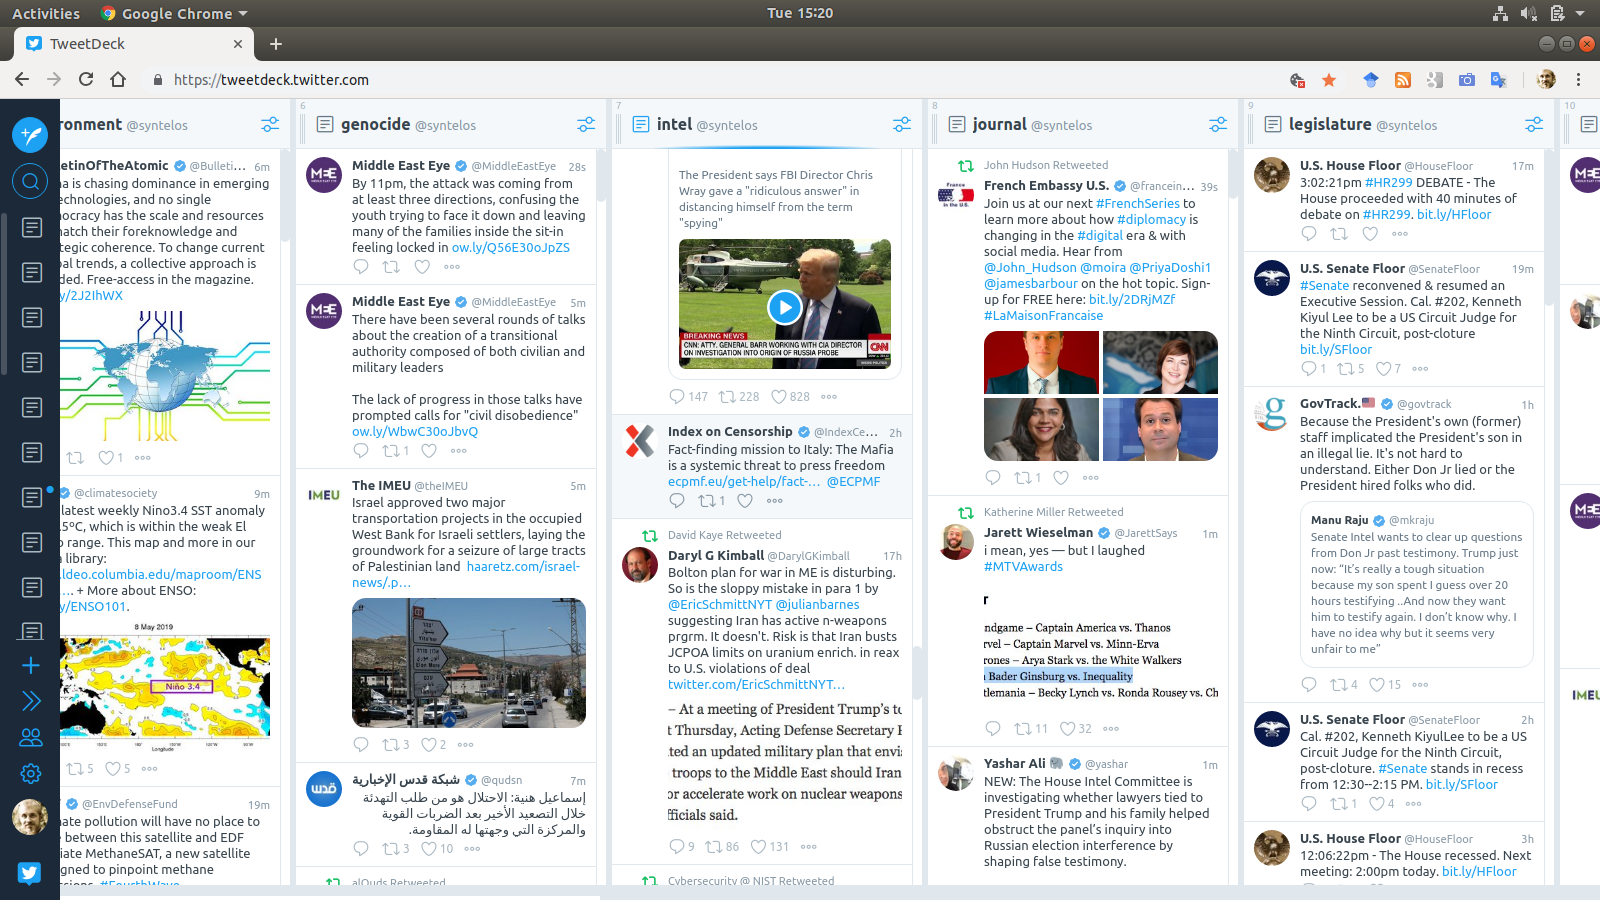 Activities
Google Chrome
Tue 15:20
TweetDeck
https://tweetdeck.twitter.com
ronment @syntelos
letinOfTheAtomic @Bulleti... 6m
na is chasing dominance in emerging
technologies, and no single
nocracy has the scale and resources
natch their foreknowledge and
tegic coherence. To change current
bal trends, a collective approach is
ded. Free-access in the magazine.
y/2J2IhWX
1
@climatesociety 9m
latest weekly Nino3.4 SST anomaly
.5ºC, which is within the weak El
o range. This map and more in our
a library:
.ldeo.columbia.edu/maproom/ENS
.... + More about ENSO:
y/ENSO101.
8 May 2019
Niño 3.4
Longitude
5 5
@EnvDefenseFund 19m
nate pollution will have no place to
e between this satellite and EDF
iate MethaneSAT, a new satellite
igned to pinpoint methane
ssions. #FourthWave
6
genocide @syntelos
Middle East Eye @MiddleEastEye 28s
By 11pm, the attack was coming from
at least three directions, confusing the
youth trying to face it down and leaving
many of the families inside the sit-in
feeling locked in ow.ly/Q56E30oJpZS
Middle East Eye @MiddleEastEye 5m
There have been several rounds of talks
about the creation of a transitional
authority composed of both civilian and
military leaders
The lack of progress in those talks have
prompted calls for "civil disobedience"
ow.ly/WbwC30oJbvQ
1
The IMEU @theIMEU 5m
IMEU
Israel approved two major
transportation projects in the occupied
West Bank for Israeli settlers, laying the
groundwork for a seizure of large tracts
of Palestinian land haaretz.com/israel-
news/.p...
3 2
شبكة قدس الإخبارية @qudsn 7m
إسماعيل هنية: الاحتلال هو من طلب التهدئة
خلال التصعيد الأخير بعد الضربات القوية
والمركزة التي وجهتها له المقاومة.
3 10
alQuds Retweeted
7
intel @syntelos
The President says FBI Director Chris
Wray gave a "ridiculous answer" in
distancing himself from the term
"spying"
BREAKING NEWS
CNN: ATTY. GENERAL BARR WORKING WITH CIA DIRECTOR
ON INVESTIGATION INTO ORIGIN OF RUSSIA PROBE
CNN
147 228 828
Index on Censorship @IndexCe... 2h
Fact-finding mission to Italy: The Mafia
is a systemic threat to press freedom
ecpmf.eu/get-help/fact-... @ECPMF
1
David Kaye Retweeted
Daryl G Kimball @DarylGKimball 17h
Bolton plan for war in ME is disturbing.
So is the sloppy mistake in para 1 by
@EricSchmittNYT @julianbarnes
suggesting Iran has active n-weapons
prgrm. It doesn't. Risk is that Iran busts
JCPOA limits on uranium enrich. in reax
to U.S. violations of deal
twitter.com/EricSchmittNYT...
– At a meeting of President Trump's to
t Thursday, Acting Defense Secretary P
ted an updated military plan that envis
troops to the Middle East should Iran
or accelerate work on nuclear weapons
fficials said.
9 86 131
Cybersecurity @ NIST Retweeted
8
journal @syntelos
John Hudson Retweeted
French Embassy U.S. @francein... 39s
France
in the U.S.
Join us at our next #FrenchSeries to
learn more about how #diplomacy is
changing in the #digital era & with
social media. Hear from
@John_Hudson @moira @PriyaDoshi1
@jamesbarbour on the hot topic. Sign-
up for FREE here: bit.ly/2DRjMZf
#LaMaisonFrancaise
1
Katherine Miller Retweeted
Jarett Wieselman @JarettSays 1m
i mean, yes — but I laughed
#MTVAwards
r
ndgame – Captain America vs. Thanos
rvel – Captain Marvel vs. Minn-Erva
rones – Arya Stark vs. the White Walkers
Bader Ginsburg vs. Inequality
tlemania – Becky Lynch vs. Ronda Rousey vs. Ch
11 32
Yashar Ali @yashar 1m
NEW: The House Intel Committee is
investigating whether lawyers tied to
President Trump and his family helped
obstruct the panel's inquiry into
Russian election interference by
shaping false testimony.
9
legislature @syntelos
U.S. House Floor @HouseFloor 17m
3:02:21pm #HR299 DEBATE - The
House proceeded with 40 minutes of
debate on #HR299. bit.ly/HFloor
U.S. Senate Floor @SenateFloor 19m
#Senate reconvened & resumed an
Executive Session. Cal. #202, Kenneth
Kiyul Lee to be a US Circuit Judge for
the Ninth Circuit, post-cloture
bit.ly/SFloor
1 5 7
GovTrack. @govtrack 1h
Because the President's own (former)
staff implicated the President's son in
an illegal lie. It's not hard to
understand. Either Don Jr lied or the
President hired folks who did.
Manu Raju @mkraju
Senate Intel wants to clear up questions
from Don Jr past testimony. Trump just
now: "It's really a tough situation
because my son spent I guess over 20
hours testifying ..And now they want
him to testify again. I don't know why. I
have no idea why but it seems very
unfair to me"
4 15
U.S. Senate Floor @SenateFloor 2h
Cal. #202, Kenneth KiyulLee to be a US
Circuit Judge for the Ninth Circuit,
post-cloture. #Senate stands in recess
from 12:30--2:15 PM. bit.ly/SFloor
1 4
U.S. House Floor @HouseFloor 3h
12:06:22pm - The House recessed. Next
meeting: 2:00pm today. bit.ly/HFloor
10
IMEU